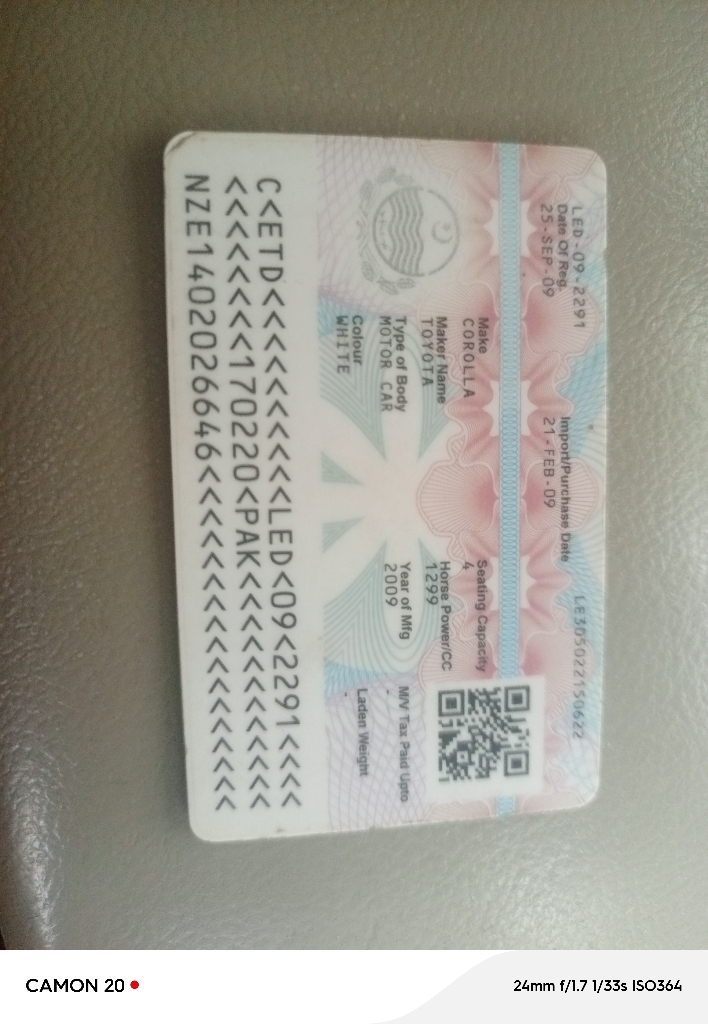 LED-09-2291
LE3D5022150622
Date Of Reg.
25-SEP-09
Import/Purchase Date
21-FEB-09
Make
COROLLA
Seating Capacity
4
Maker Name
TOYOTA
Horse Power/CC
1299
Type of Body
MOTOR CAR
Year of Mfg
2009
M/V Tax Paid Upto
-
Colour
WHITE
Laden Weight
-
C<ETD<<<<<<<<<<LED<09<2291<<<<
<<<<<<<<170220<PAK<<<<<<<<<<<<
NZE1402026646<<<<<<<<<<<<<<<<<
CAMON 20
24mm f/1.7 1/33s ISO364